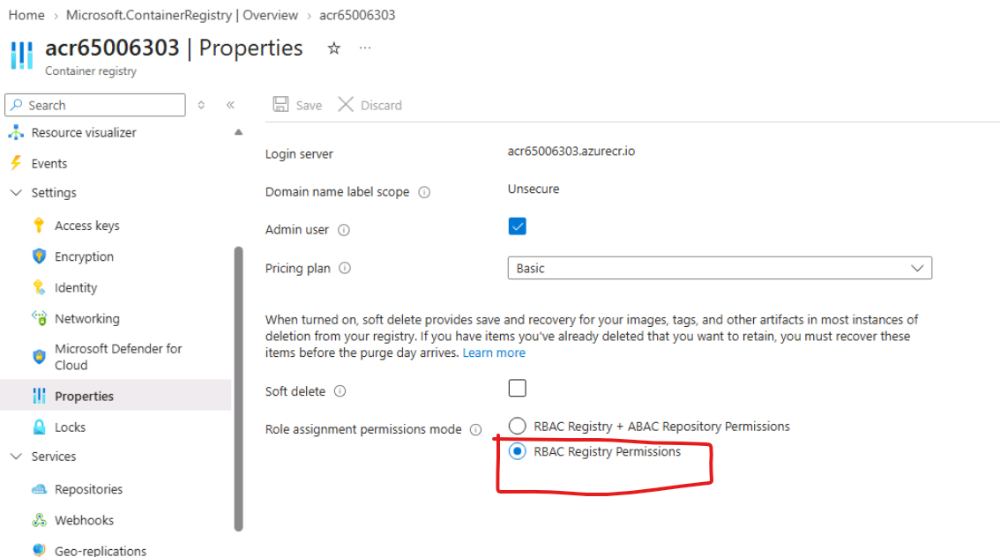 Home > Microsoft.ContainerRegistry | Overview > acr65006303
acr65006303 | Properties ☆ ...
Container registry
Search
Save Discard
Resource visualizer
Events
Settings
Access keys
Encryption
Identity
Networking
Microsoft Defender for
Cloud
Properties
Locks
Services
Repositories
Webhooks
Geo-replications
Login server acr65006303.azurecr.io
Domain name label scope Unsecure
Admin user
Pricing plan Basic
When turned on, soft delete provides save and recovery for your images, tags, and other artifacts in most instances of
deletion from your registry. If you have items you've already deleted that you want to retain, you must recover these
items before the purge day arrives. Learn more
Soft delete
Role assignment permissions mode RBAC Registry + ABAC Repository Permissions
RBAC Registry Permissions